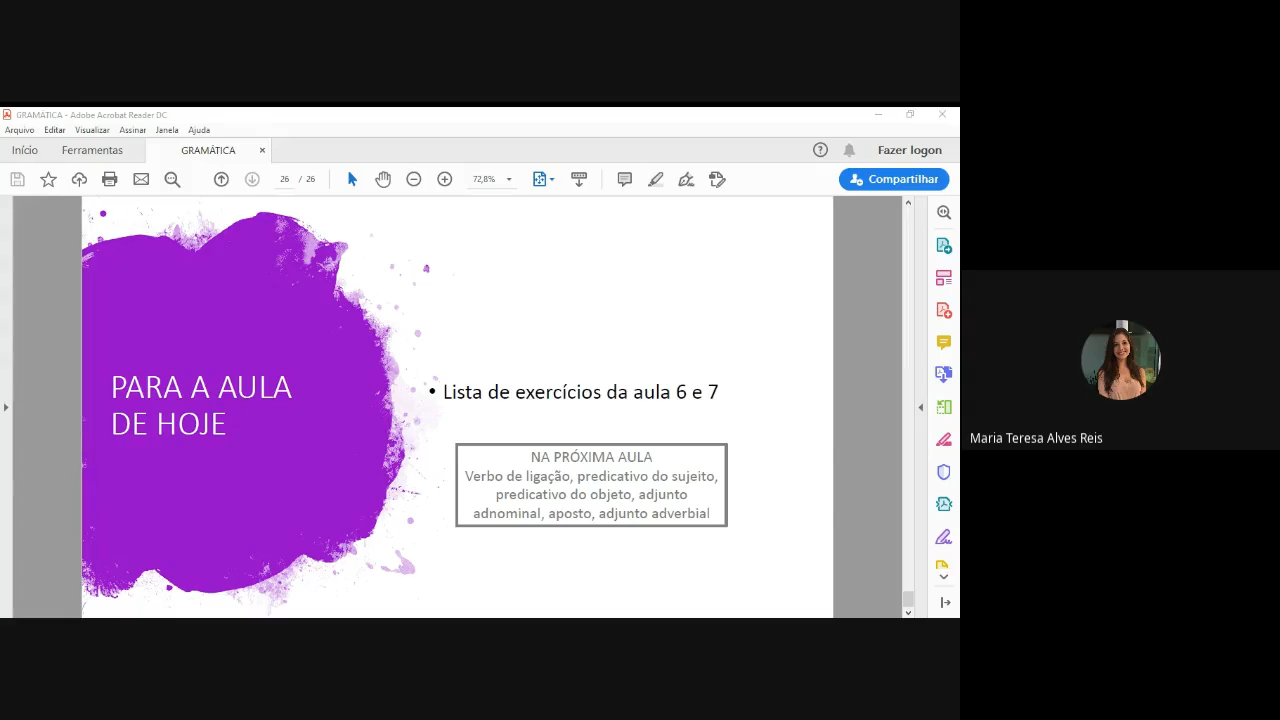 GRAMÁTICA - Adobe Acrobat Reader DC
Arquivo Editar Visualizar Assinar Janela Ajuda
Início Ferramentas GRAMÁTICA × Fazer logon
26 / 26 72,8% Compartilhar
PARA A AULA
DE HOJE
• Lista de exercícios da aula 6 e 7
NA PRÓXIMA AULA
Verbo de ligação, predicativo do sujeito,
predicativo do objeto, adjunto
adnominal, aposto, adjunto adverbial
Maria Teresa Alves Reis